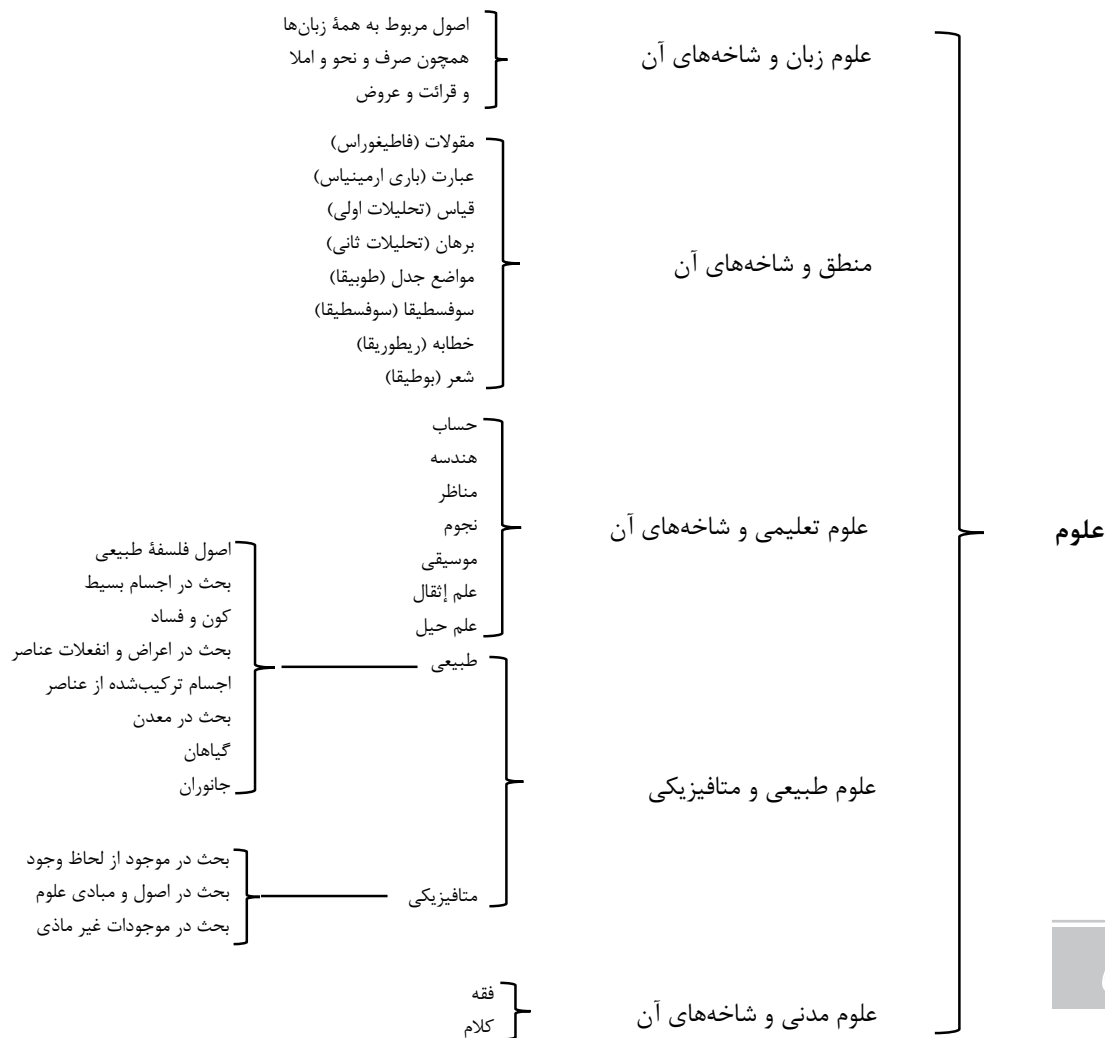 علوم
علوم زبان و شاخه‌های آن
اصول مربوط به همۀ زبان‌ها
همچون صرف و نحو و املا
و قرائت و عروض
منطق و شاخه‌های آن
مقولات (فاطیغوراس)
عبارت (باری ارمینیاس)
قیاس (تحلیلات اولی)
برهان (تحلیلات ثانی)
مواضع جدل (طوبیقا)
سوفسطیقا (سوفسطیقا)
خطابه (ریطوریقا)
شعر (بوطیقا)
علوم تعلیمی و شاخه‌های آن
حساب
هندسه
مناظر
نجوم
موسیقی
علم إثقال
علم حیل
علوم طبیعی و متافیزیکی
طبیعی
اصول فلسفۀ طبیعی
بحث در اجسام بسیط
کون و فساد
بحث در اعراض و انفعلات عناصر
اجسام ترکیب‌شده از عناصر
بحث در معدن
گیاهان
جانوران
متافیزیکی
بحث در موجود از لحاظ وجود
بحث در اصول و مبادی علوم
بحث در موجودات غیر ماذی
علوم مدنی و شاخه‌های آن
فقه
کلام